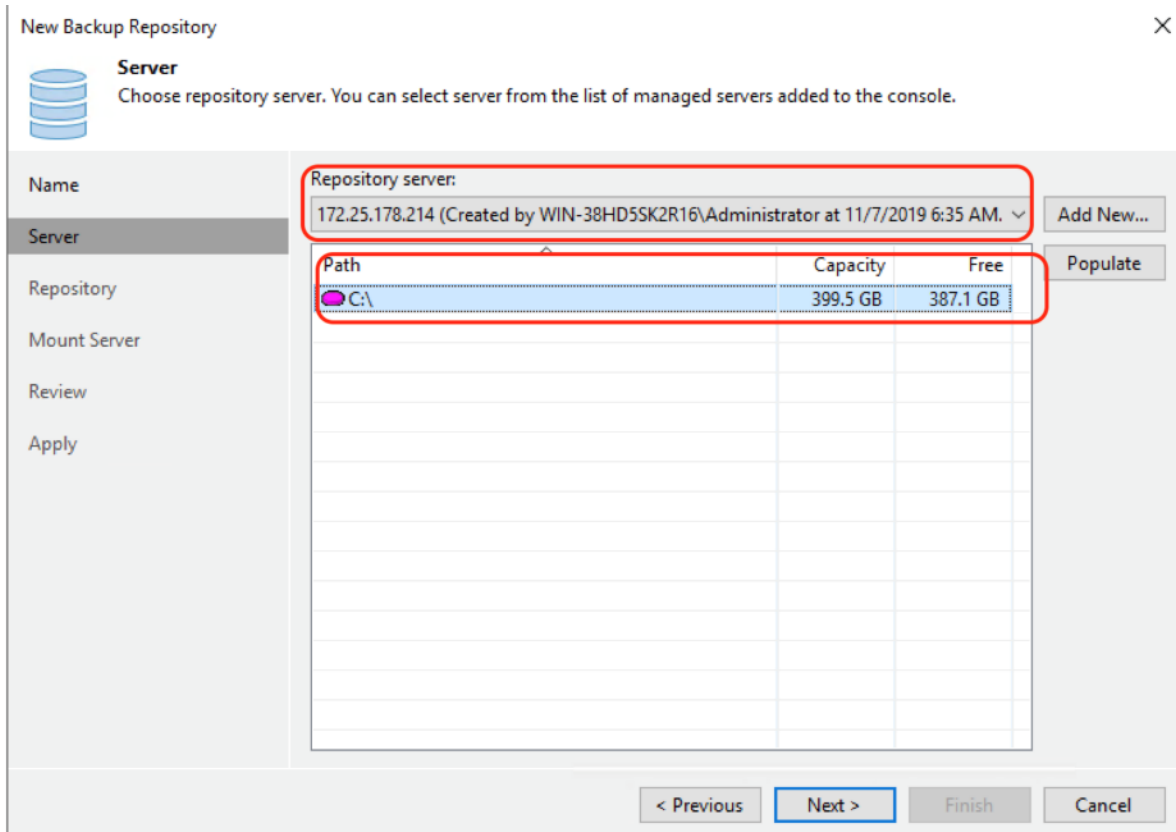 New Backup Repository
Server
Choose repository server. You can select server from the list of managed servers added to the console.
Name
Server
Repository
Mount Server
Review
Apply
Repository server:
172.25.178.214 (Created by WIN-38HD5SK2R16\Administrator at 11/7/2019 6:35 AM.
Add New...
Populate
Path Capacity Free
C:\ 399.5 GB 387.1 GB
< Previous Next > Finish Cancel